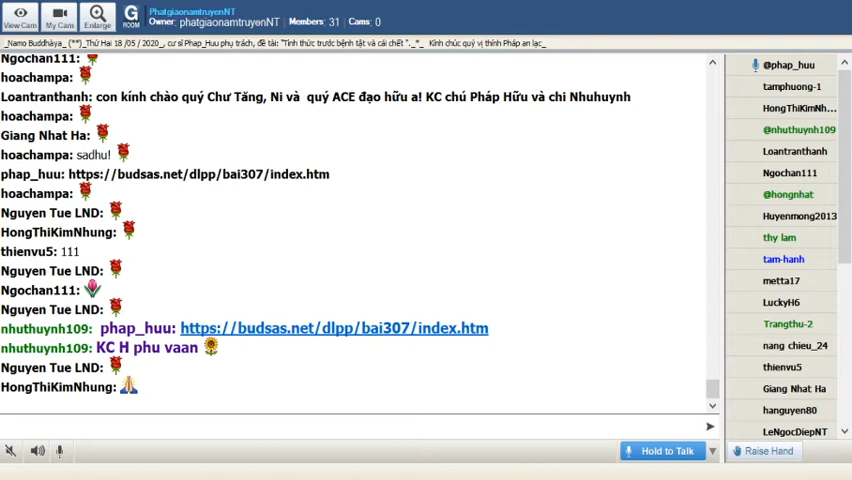 View Cam
My Cam
Enlarge
G
ROOM
PhatgiaonamtruyenNT
Owner: phatgiaonamtruyenNT | Members: 31 | Cams: 0
_Namo Buddhàya_ (**)_Thứ Hai 18 /05 / 2020_, cư sĩ Phap_Huu phụ trách, đề tài: "Tỉnh thức trước bệnh tật và cái chết "._*_ Kính chúc quý vị thính Pháp an lạc_
Ngochan111:
hoachampa:
Loantranthanh: con kính chào quý Chư Tăng, Ni và quý ACE đạo hữu a! KC chú Pháp Hữu và chi Nhuhuynh
hoachampa:
Giang Nhat Ha:
hoachampa: sadhu!
phap_huu: https://budsas.net/dlpp/bai307/index.htm
hoachampa:
Nguyen Tue LND:
HongThiKimNhung:
thienvu5: 111
Nguyen Tue LND:
Ngochan111:
Nguyen Tue LND:
nhuthuynh109: phap_huu: https://budsas.net/dlpp/bai307/index.htm
nhuthuynh109: KC H phu vaan
Nguyen Tue LND:
HongThiKimNhung:
@phap_huu
tamphuong-1
HongThiKimNh...
@nhuthuynh109
Loantranthanh
Ngochan111
@hongnhat
Huyenmong2013
thy lam
tam-hanh
metta17
LuckyH6
Trangthu-2
nang chieu_24
thienvu5
Giang Nhat Ha
hanguyen80
LeNgocDiepNT
Hold to Talk
Raise Hand